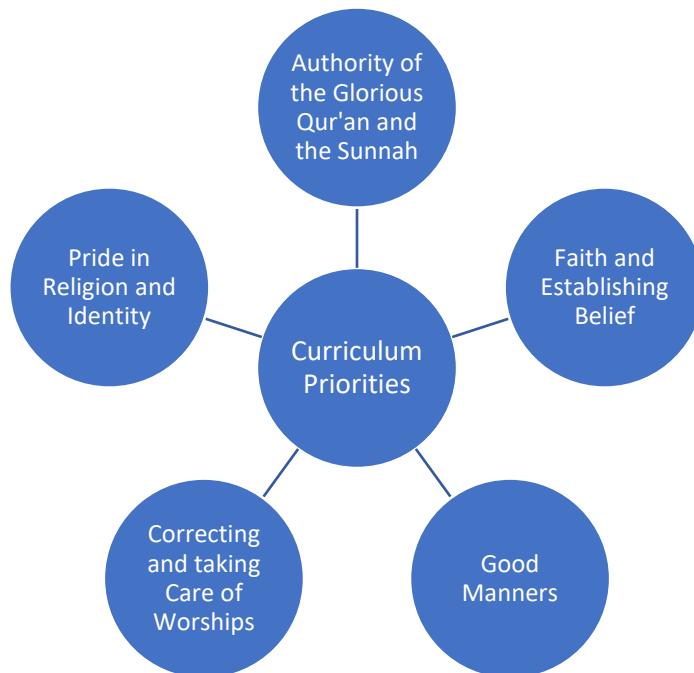 Authority of
the Glorious
Qur'an and
the Sunnah
Pride in
Religion and
Identity
Faith and
Establishing
Belief
Curriculum
Priorities
Correcting
and taking
Care of
Worships
Good
Manners